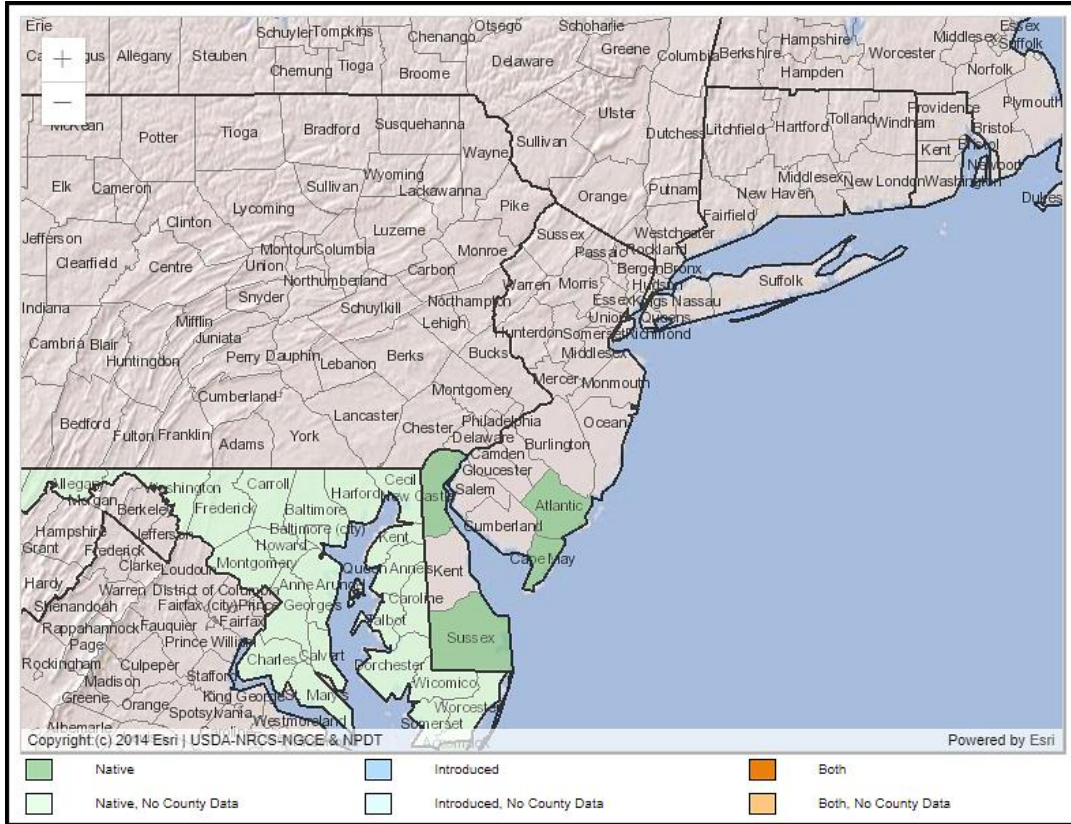 Erie
Schuyler Tompkins
Chenango
Otsego
Schoharie
Essex
Suffolk
Allegany
Steuben
Chemung
Tioga
Broome
Delaware
Greene
Columbia
Berkshire
Hampshire
Hampden
Worcester
Middlesex
Norfolk
+
−
McKean
Potter
Tioga
Bradford
Susquehanna
Wayne
Sullivan
Ulster
Dutchess
Litchfield
Hartford
Tolland
Windham
Providence
Plymouth
Bristol
Kent
Bristol
Newport
Elk
Cameron
Sullivan
Wyoming
Lackawanna
Pike
Orange
Putnam
New Haven
Middlesex
New London
Washington
Dukes
Clinton
Lycoming
Luzerne
Monroe
Sussex
Passaic
Westchester
Rockland
Fairfield
Jefferson
Clearfield
Centre
Montour
Columbia
Union
Northumberland
Carbon
Warren
Morris
Bergen
Bronx
Hudson
Suffolk
Indiana
Snyder
Schuylkill
Northampton
Essex
Kings
Nassau
Mifflin
Lehigh
Union
Queens
Cambria
Blair
Juniata
Hunterdon
Somerset
Richmond
Huntingdon
Perry
Dauphin
Lebanon
Berks
Bucks
Middlesex
Cumberland
Montgomery
Mercer
Monmouth
Bedford
Fulton
Franklin
Adams
York
Lancaster
Chester
Philadelphia
Delaware
Ocean
Camden
Burlington
Gloucester
Allegany
Washington
Carroll
Cecil
Harford
New Castle
Salem
Morgan
Berkeley
Frederick
Baltimore
Atlantic
Hampshire
Jefferson
Baltimore (city)
Cumberland
Grant
Frederick
Howard
Kent
Clarke
Loudoun
Montgomery
Queen Anne's
Kent
Cape May
Hardy
Warren
District of Columbia
Anne Arundel
Shenandoah
Fairfax (city)
Prince George's
Caroline
Rappahannock
Fauquier
Fairfax
Talbot
Page
Prince William
Sussex
Rockingham
Culpeper
Charles
Calvert
Dorchester
Madison
Stafford
Wicomico
Greene
Orange
King George
St. Mary's
Spotsylvania
Worcester
Albemarle
Westmoreland
Somerset
Accomack
Copyright:(c) 2014 Esri | USDA-NRCS-NGCE & NPDT
Powered by Esri
Native
Introduced
Both
Native, No County Data
Introduced, No County Data
Both, No County Data